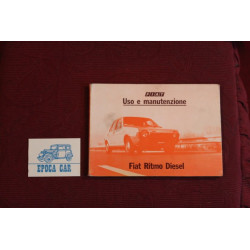 FIAT
Uso e manutenzione
Fiat Ritmo Diesel
EPOCA CAR